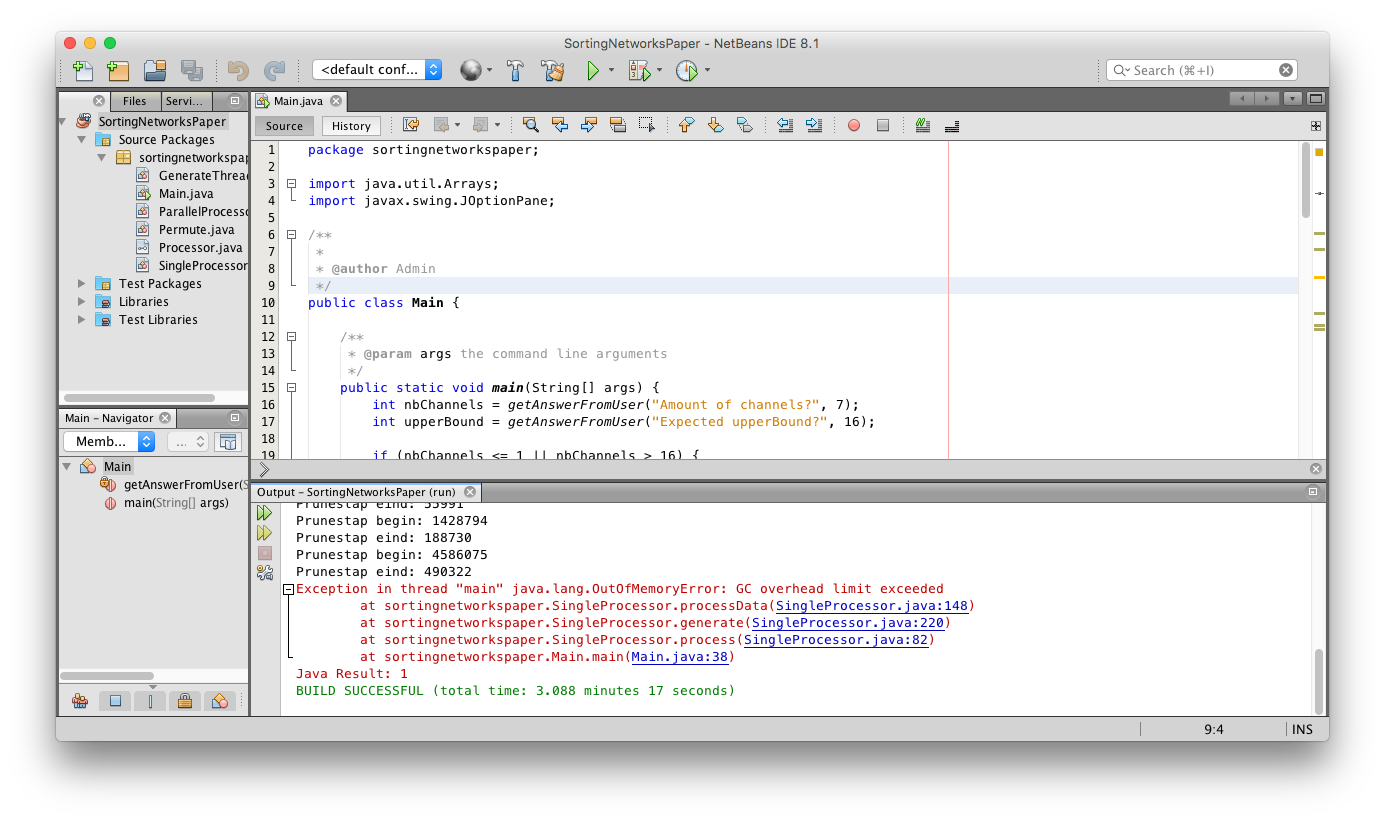 SortingNetworksPaper - NetBeans IDE 8.1
<default conf...
Search (⌘+I)
Files
Servi...
Main.java
SortingNetworksPaper
Source Packages
sortingnetworkspap
GenerateThrea
Main.java
ParallelProcesso
Permute.java
Processor.java
SingleProcessor
Test Packages
Libraries
Test Libraries
Source
History
1 package sortingnetworkspaper;
2
3 import java.util.Arrays;
4 import javax.swing.JOptionPane;
5
6 /**
7 *
8 * @author Admin
9 */
10 public class Main {
11
12 /**
13 * @param args the command line arguments
14 */
15 public static void main(String[] args) {
16 int nbChannels = getAnswerFromUser("Amount of channels?", 7);
17 int upperBound = getAnswerFromUser("Expected upperBound?", 16);
18
19 if (nbChannels <= 1 || nbChannels > 16) {
Main – Navigator
Memb...
...
Main
getAnswerFromUser(S
main(String[] args)
Output – SortingNetworksPaper (run)
Prunestap eind: 55991
Prunestap begin: 1428794
Prunestap eind: 188730
Prunestap begin: 4586075
Prunestap eind: 490322
Exception in thread "main" java.lang.OutOfMemoryError: GC overhead limit exceeded
at sortingnetworkspaper.SingleProcessor.processData(SingleProcessor.java:148)
at sortingnetworkspaper.SingleProcessor.generate(SingleProcessor.java:220)
at sortingnetworkspaper.SingleProcessor.process(SingleProcessor.java:82)
at sortingnetworkspaper.Main.main(Main.java:38)
Java Result: 1
BUILD SUCCESSFUL (total time: 3.088 minutes 17 seconds)
9:4
INS